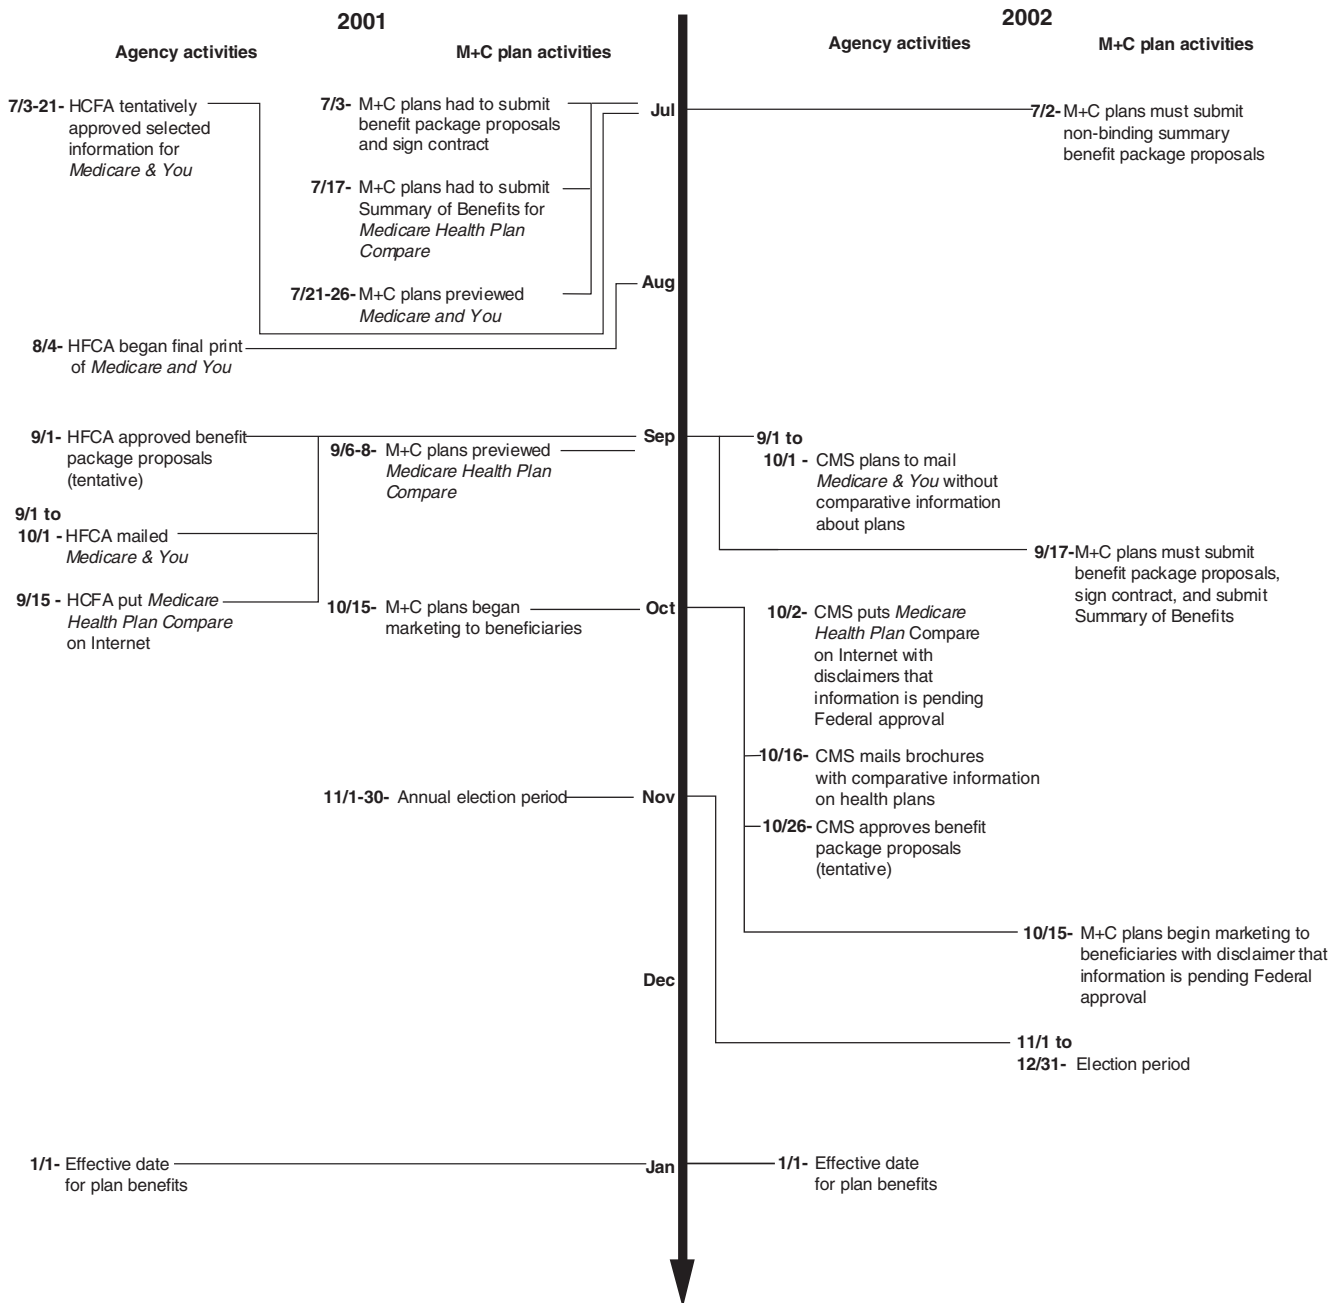 2001
Agency activities
M+C plan activities
7/3-21- HCFA tentatively
approved selected
information for
Medicare & You
7/3- M+C plans had to submit
benefit package proposals
and sign contract
7/17- M+C plans had to submit
Summary of Benefits for
Medicare Health Plan
Compare
7/21-26- M+C plans previewed
Medicare and You
8/4- HFCA began final print
of Medicare and You
9/1- HFCA approved benefit
package proposals
(tentative)
9/6-8- M+C plans previewed
Medicare Health Plan
Compare
9/1 to
10/1 - HFCA mailed
Medicare & You
9/15 - HCFA put Medicare
Health Plan Compare
on Internet
10/15- M+C plans began
marketing to beneficiaries
11/1-30- Annual election period
1/1- Effective date
for plan benefits
Jul
Aug
Sep
Oct
Nov
Dec
Jan
2002
Agency activities
M+C plan activities
7/2- M+C plans must submit
non-binding summary
benefit package proposals
9/1 to
10/1 - CMS plans to mail
Medicare & You without
comparative information
about plans
9/17- M+C plans must submit
benefit package proposals,
sign contract, and submit
Summary of Benefits
10/2- CMS puts Medicare
Health Plan Compare
on Internet with
disclaimers that
information is pending
Federal approval
10/16- CMS mails brochures
with comparative information
on health plans
10/26- CMS approves benefit
package proposals
(tentative)
10/15- M+C plans begin marketing to
beneficiaries with disclaimer that
information is pending Federal
approval
11/1 to
12/31- Election period
1/1- Effective date
for plan benefits